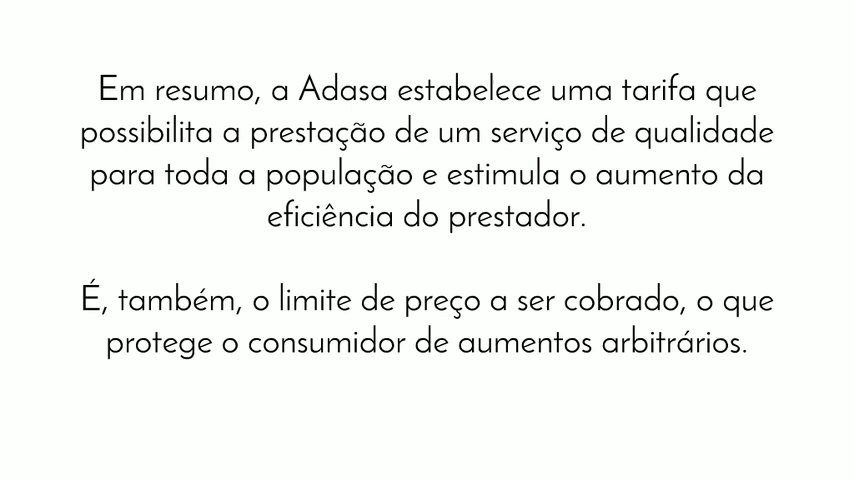 Em resumo, a Adasa estabelece uma tarifa que
possibilita a prestação de um serviço de qualidade
para toda a população e estimula o aumento da
eficiência do prestador.
É, também, o limite de preço a ser cobrado, o que
protege o consumidor de aumentos arbitrários.